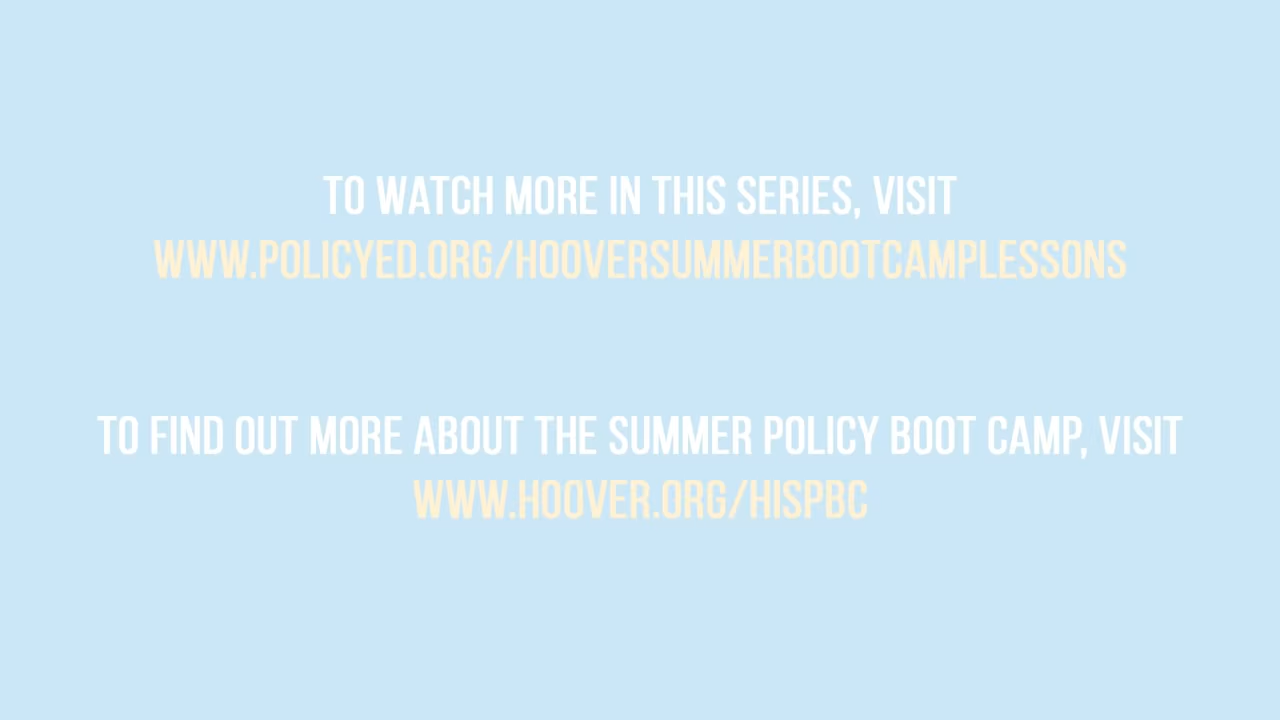 TO WATCH MORE IN THIS SERIES, VISIT
WWW.POLICYED.ORG/HOOVERSUMMERBOOTCAMPLESSONS
TO FIND OUT MORE ABOUT THE SUMMER POLICY BOOT CAMP, VISIT
WWW.HOOVER.ORG/HISPBC